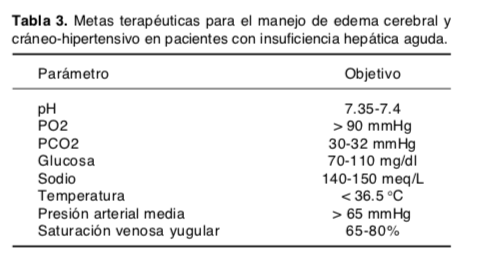 Tabla 3. Metas terapéuticas para el manejo de edema cerebral y
cráneo-hipertensivo en pacientes con insuficiencia hepática aguda.
Parámetro Objetivo
pH 7.35-7.4
PO2 > 90 mmHg
PCO2 30-32 mmHg
Glucosa 70-110 mg/dl
Sodio 140-150 meq/L
Temperatura < 36.5 °C
Presión arterial media > 65 mmHg
Saturación venosa yugular 65-80%